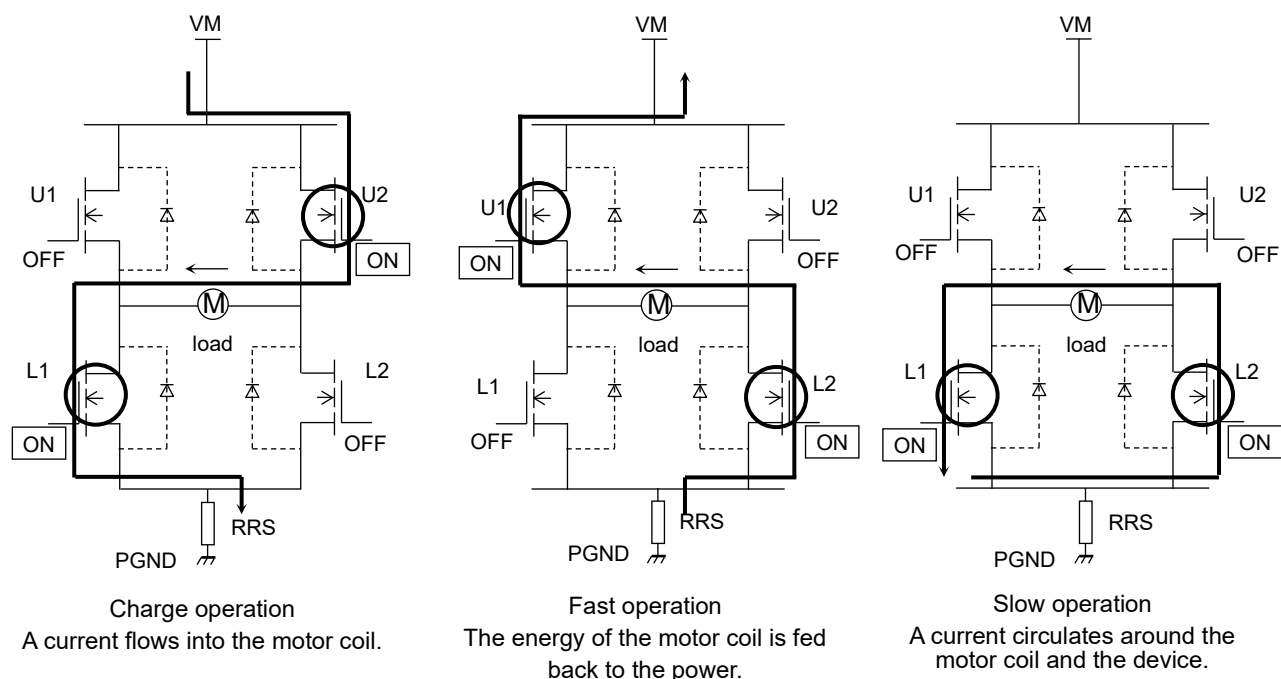 VM
U1
U2
OFF
ON
M
load
L1
L2
ON
OFF
RRS
PGND
Charge operation
A current flows into the motor coil.
VM
U1
U2
ON
OFF
M
load
L1
L2
OFF
ON
RRS
PGND
Fast operation
The energy of the motor coil is fed
back to the power.
VM
U1
U2
OFF
OFF
M
load
L1
L2
ON
ON
RRS
PGND
Slow operation
A current circulates around the
motor coil and the device.